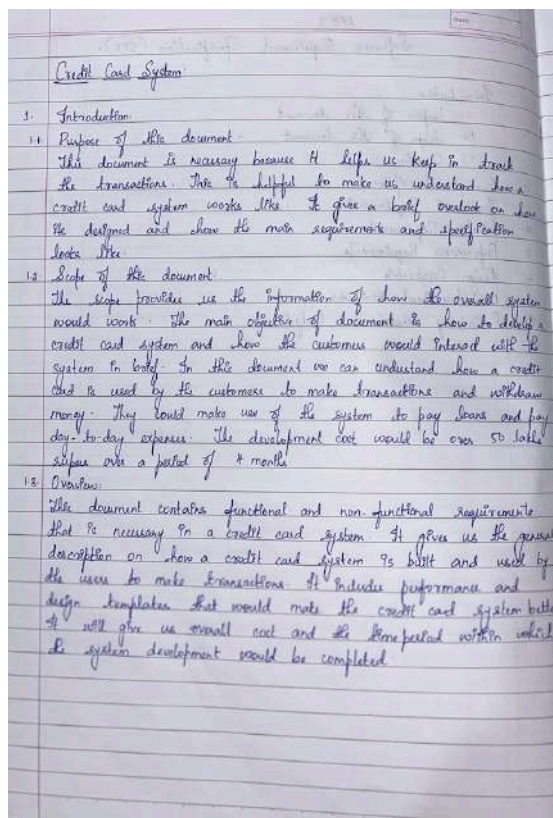 Credit Card System
1. Introduction
1.1 Purpose of this document
This document is necessary because it helps us keep in track
the transactions. This is helpful to make us understand how a
credit card system works like. It gives a brief overlook on how
its designed and how the main requirements and specification
looks like.
1.2 Scope of the document
The scope provides us the information of how the overall system
would work. The main objective of document is how to develop a
credit card system and how the customers would interact with the
system in brief. In this document we can understand how a credit
card is used by the customers to make transactions and withdraw
money. They could make use of the system to pay loans and pay
day-to-day expenses. The development cost would be over 50 lakhs
rupees over a period of 4 months
1.3 Overview:
This document contains functional and non-functional requirements
that is necessary in a credit card system. It gives us the general
description on how a credit card system is built and used by
the users to make transactions. It includes performance and
design templates that would make the credit card system better
It will give us overall cost and the time period within which
the system development would be completed